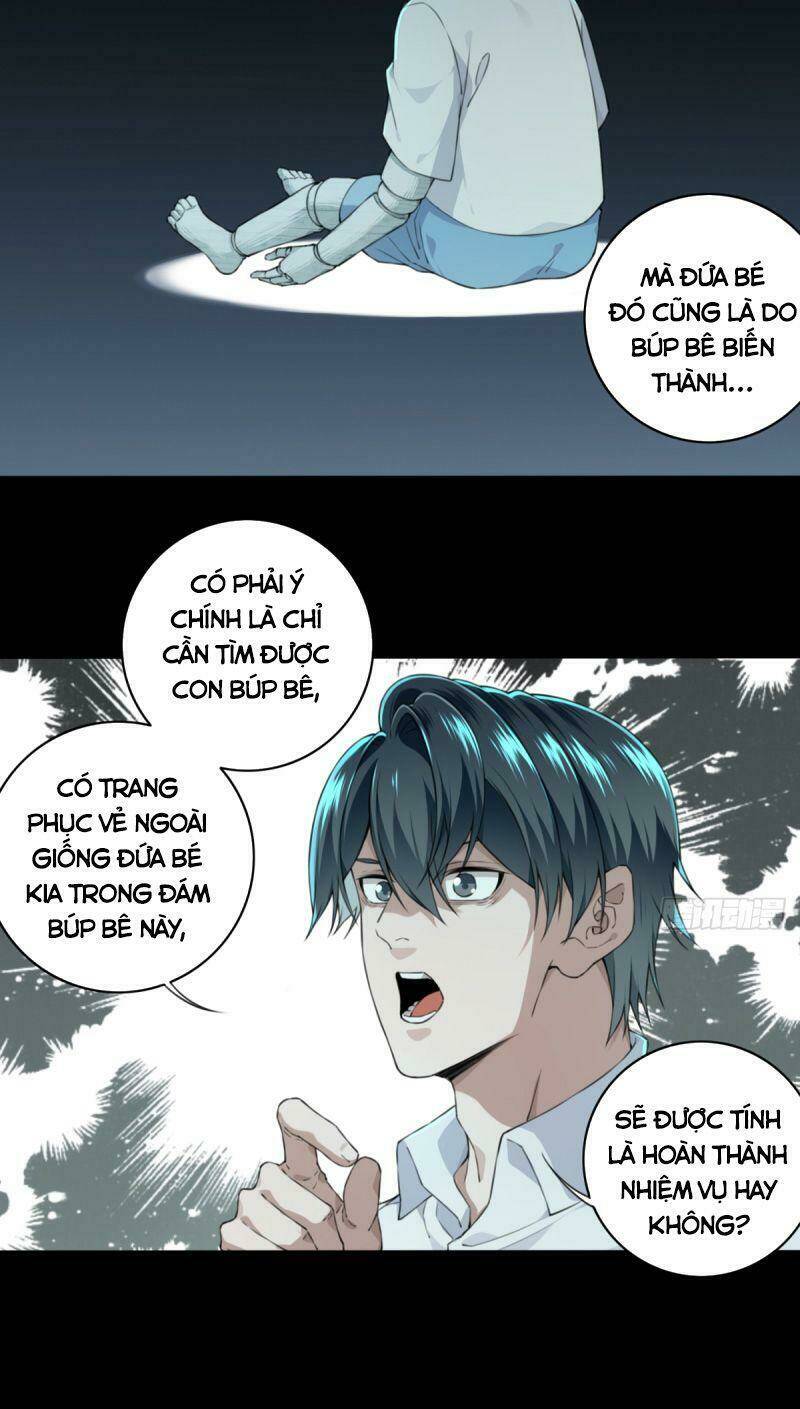 MÀ ĐỨA BÉ
ĐÓ CŨNG LÀ DO
BÚP BÊ BIẾN
THÀNH...
CÓ PHẢI Ý
CHÍNH LÀ CHỈ
CẦN TÌM ĐƯỢC
CON BÚP BÊ,
CÓ TRANG
PHỤC VẺ NGOÀI
GIỐNG ĐỨA BÉ
KIA TRONG ĐÁM
BÚP BÊ NÀY,
SẼ ĐƯỢC TÍNH
LÀ HOÀN THÀNH
NHIỆM VỤ HAY
KHÔNG?